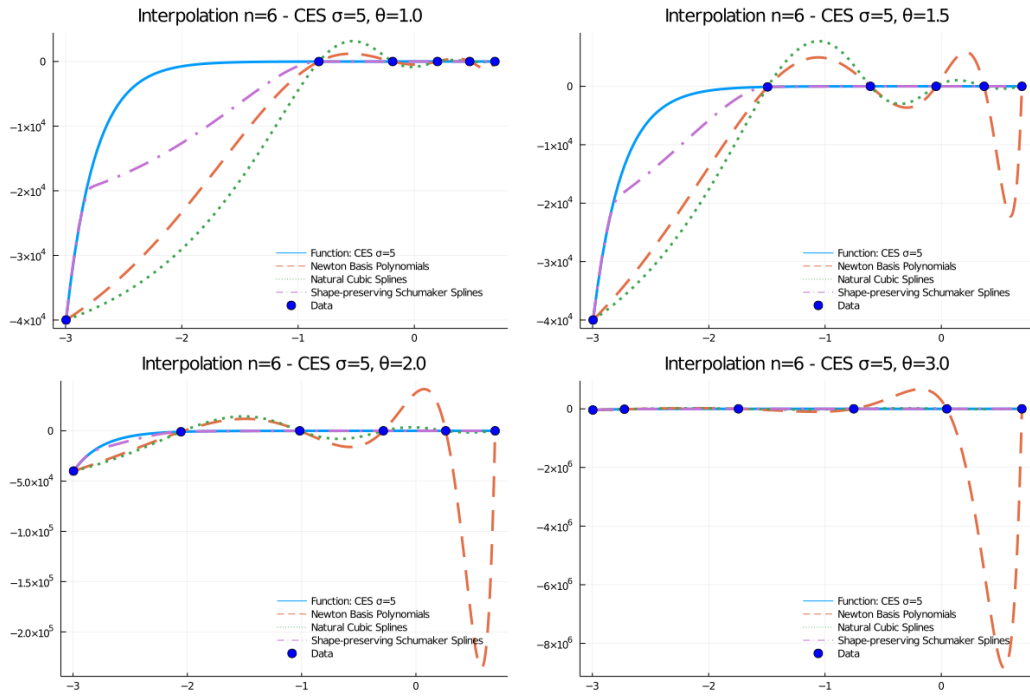 Interpolation n=6 - CES σ=5, θ=1.0
0
−1×10⁴
−2×10⁴
−3×10⁴
−4×10⁴
Function: CES σ=5
Newton Basis Polynomials
Natural Cubic Splines
Shape-preserving Schumaker Splines
Data
−3
−2
−1
0
Interpolation n=6 - CES σ=5, θ=1.5
0
−1×10⁴
−2×10⁴
−3×10⁴
−4×10⁴
Function: CES σ=5
Newton Basis Polynomials
Natural Cubic Splines
Shape-preserving Schumaker Splines
Data
−3
−2
−1
0
Interpolation n=6 - CES σ=5, θ=2.0
0
−5.0×10⁴
−1.0×10⁵
−1.5×10⁵
−2.0×10⁵
Function: CES σ=5
Newton Basis Polynomials
Natural Cubic Splines
Shape-preserving Schumaker Splines
Data
−3
−2
−1
0
Interpolation n=6 - CES σ=5, θ=3.0
0
−2×10⁶
−4×10⁶
−6×10⁶
−8×10⁶
Function: CES σ=5
Newton Basis Polynomials
Natural Cubic Splines
Shape-preserving Schumaker Splines
Data
−3
−2
−1
0